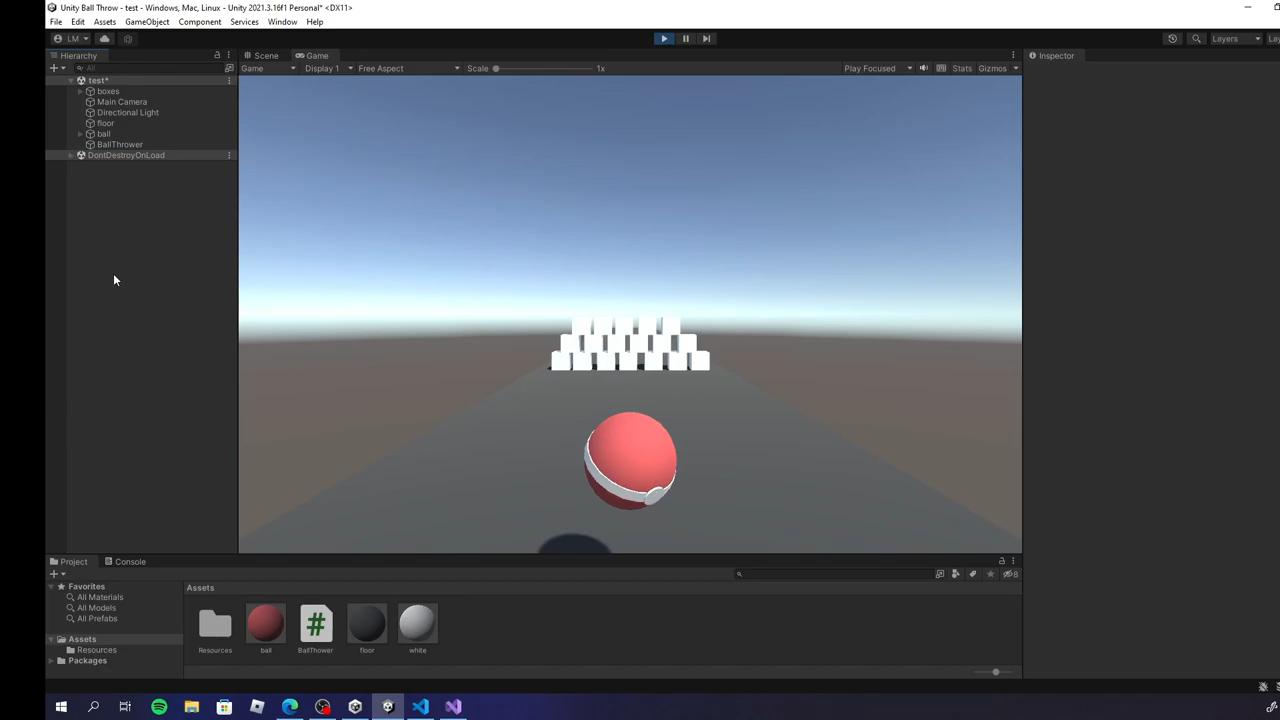 Unity Ball Throw - test - Windows, Mac, Linux - Unity 2021.3.16f1 Personal* <DX11>
File Edit Assets GameObject Component Services Window Help
LM Layers
Hierarchy Scene Game Inspector
All Game Display 1 Free Aspect Scale 1x Play Focused Stats Gizmos
test*
boxes
Main Camera
Directional Light
floor
ball
BallThrower
DontDestroyOnLoad
Project Console
8
Favorites Assets
All Materials
All Models
All Prefabs
Assets
Resources
Packages
Resources ball BallThower floor white